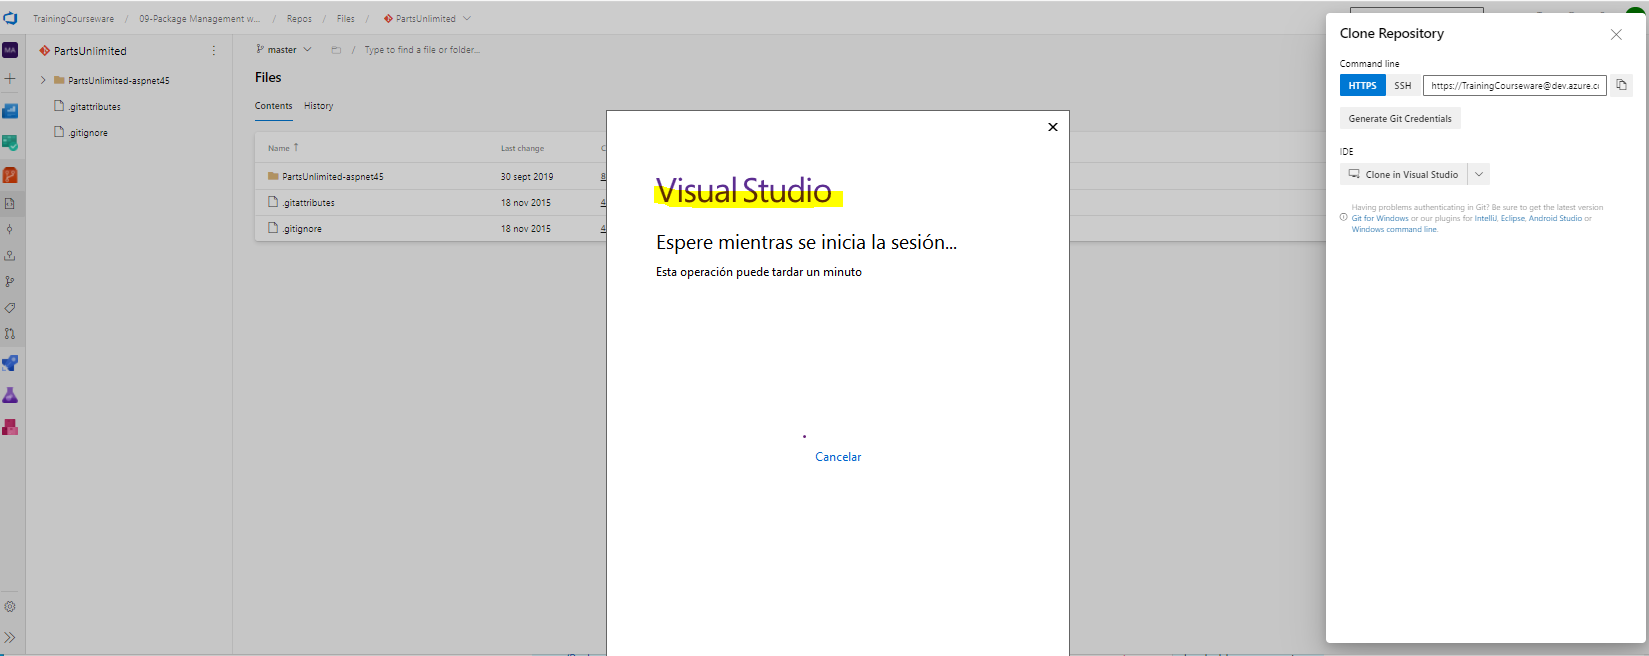 TrainingCourseware / 09-Package Management w... / Repos / Files / PartsUnlimited
MA
PartsUnlimited
PartsUnlimited-aspnet45
.gitattributes
.gitignore
master / Type to find a file or folder...
Files
Contents History
Name ↑ Last change
PartsUnlimited-aspnet45 30 sept 2019
.gitattributes 18 nov 2015
.gitignore 18 nov 2015
Visual Studio
Espere mientras se inicia la sesión...
Esta operación puede tardar un minuto
Cancelar
Clone Repository
Command line
HTTPS SSH https://TrainingCourseware@dev.azure.c
Generate Git Credentials
IDE
Clone in Visual Studio
Having problems authenticating in Git? Be sure to get the latest version
Git for Windows or our plugins for IntelliJ, Eclipse, Android Studio or
Windows command line.